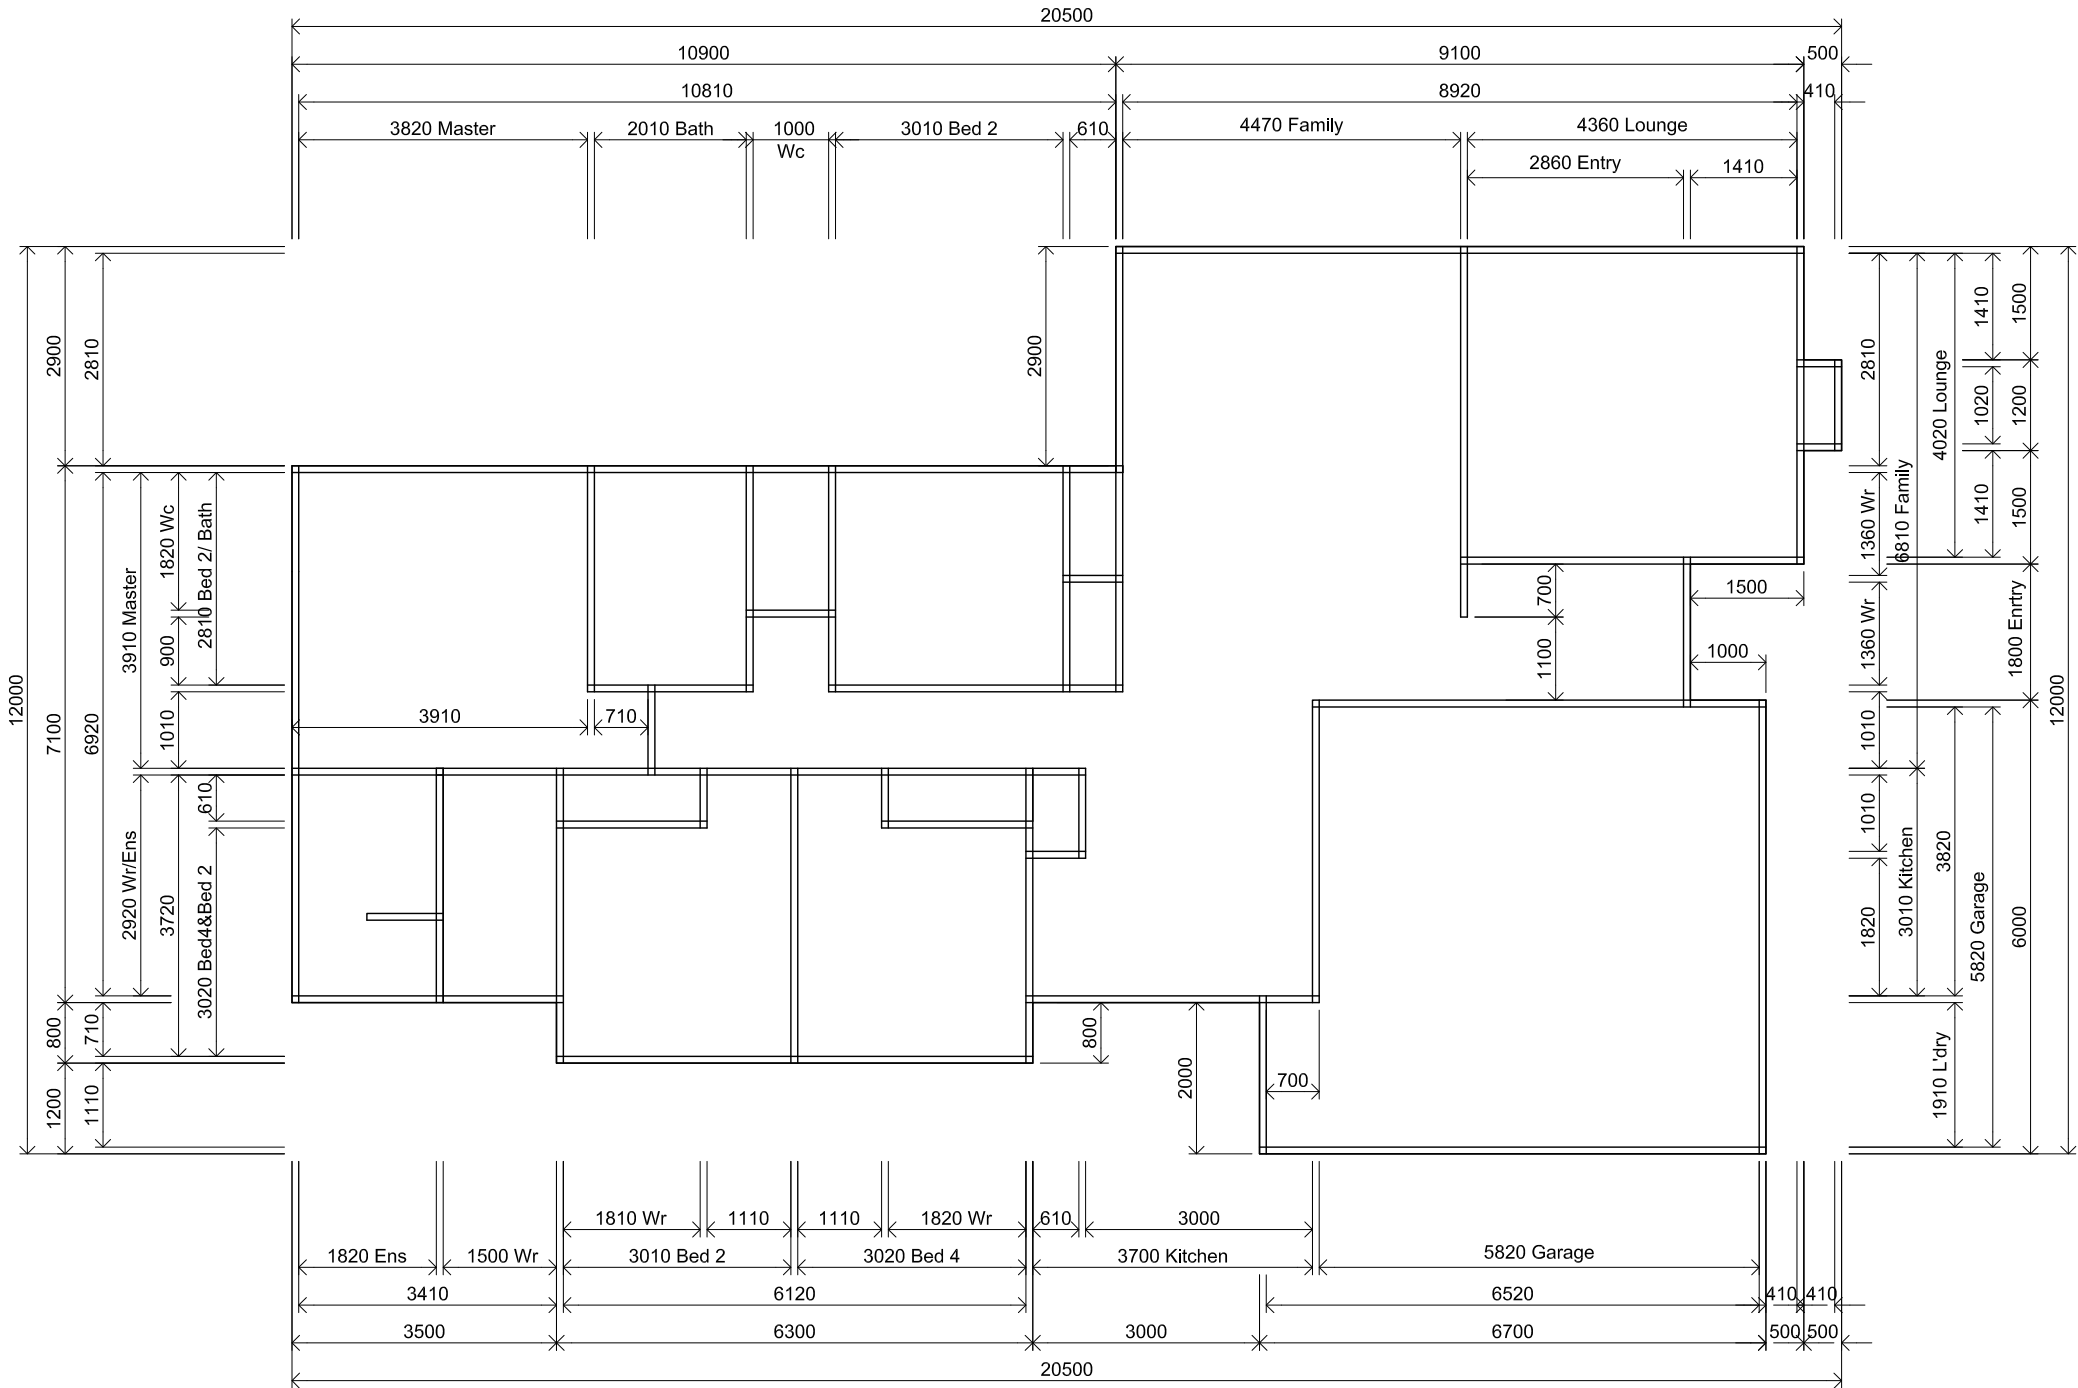 20500
10900
9100
500
10810
8920
410
3820 Master
2010 Bath
1000
Wc
3010 Bed 2
610
4470 Family
4360 Lounge
2860 Entry
1410
12000
2900
2810
2900
7100
6920
3910 Master
1820 Wc
2810 Bed 2/ Bath
900
1010
3910
710
2920 Wr/Ens
3720
610
3020 Bed4&Bed 2
800
710
1200
1110
700
1100
1500
1000
800
2000
700
2810
1360 Wr
1360 Wr
1010
1010
1820
6810 Family
3010 Kitchen
4020 Lounge
3820
1910 L'dry
1410
1020
1410
5820 Garage
1500
1200
1500
1800 Enrtry
6000
12000
1810 Wr
1110
1110
1820 Wr
610
3000
1820 Ens
1500 Wr
3010 Bed 2
3020 Bed 4
3700 Kitchen
5820 Garage
3410
6120
6520
410
410
3500
6300
3000
6700
500
500
20500